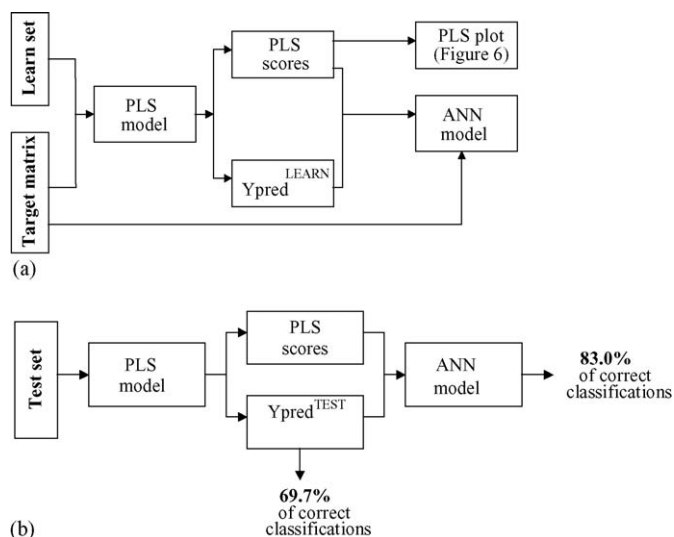 Learn set
Target matrix
PLS
model
PLS
scores
Ypred^LEARN
PLS plot
(Figure 6)
ANN
model
(a)
Test set
PLS
model
PLS
scores
Ypred^TEST
ANN
model
83.0%
of correct
classifications
69.7%
of correct
classifications
(b)